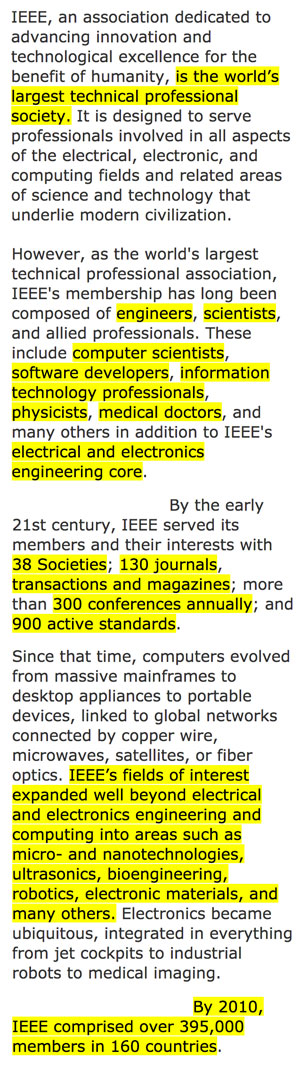 IEEE, an association dedicated to
advancing innovation and
technological excellence for the
benefit of humanity, is the world’s
largest technical professional
society. It is designed to serve
professionals involved in all aspects
of the electrical, electronic, and
computing fields and related areas
of science and technology that
underlie modern civilization.
However, as the world's largest
technical professional association,
IEEE's membership has long been
composed of engineers, scientists,
and allied professionals. These
include computer scientists,
software developers, information
technology professionals,
physicists, medical doctors, and
many others in addition to IEEE's
electrical and electronics
engineering core.
By the early
21st century, IEEE served its
members and their interests with
38 Societies; 130 journals,
transactions and magazines; more
than 300 conferences annually; and
900 active standards.
Since that time, computers evolved
from massive mainframes to
desktop appliances to portable
devices, linked to global networks
connected by copper wire,
microwaves, satellites, or fiber
optics. IEEE’s fields of interest
expanded well beyond electrical
and electronics engineering and
computing into areas such as
micro- and nanotechnologies,
ultrasonics, bioengineering,
robotics, electronic materials, and
many others. Electronics became
ubiquitous, integrated in everything
from jet cockpits to industrial
robots to medical imaging.
By 2010,
IEEE comprised over 395,000
members in 160 countries.